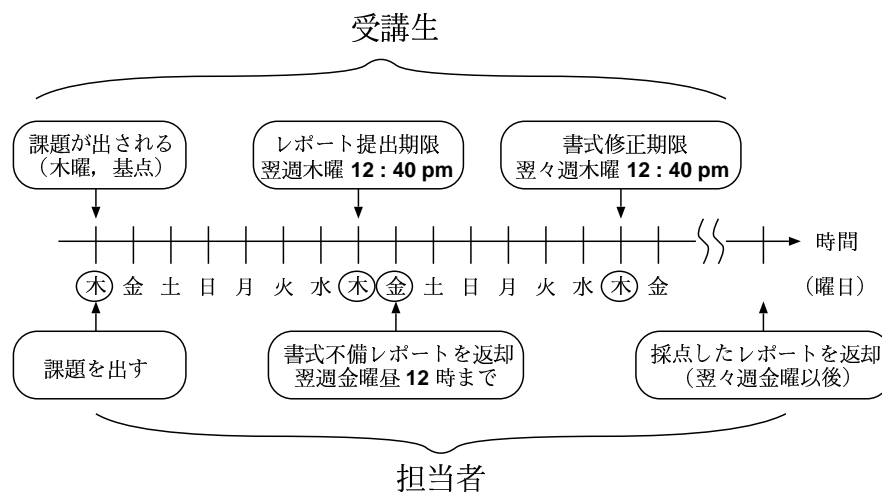 受講生
課題が出される
（木曜，基点）
レポート提出期限
翌週木曜 12 : 40 pm
書式修正期限
翌々週木曜 12 : 40 pm
時間
木 金 土 日 月 火 水 木 金 土 日 月 火 水 木 金
（曜日）
課題を出す
書式不備レポートを返却
翌週金曜昼 12 時まで
採点したレポートを返却
（翌々週金曜以後）
担当者